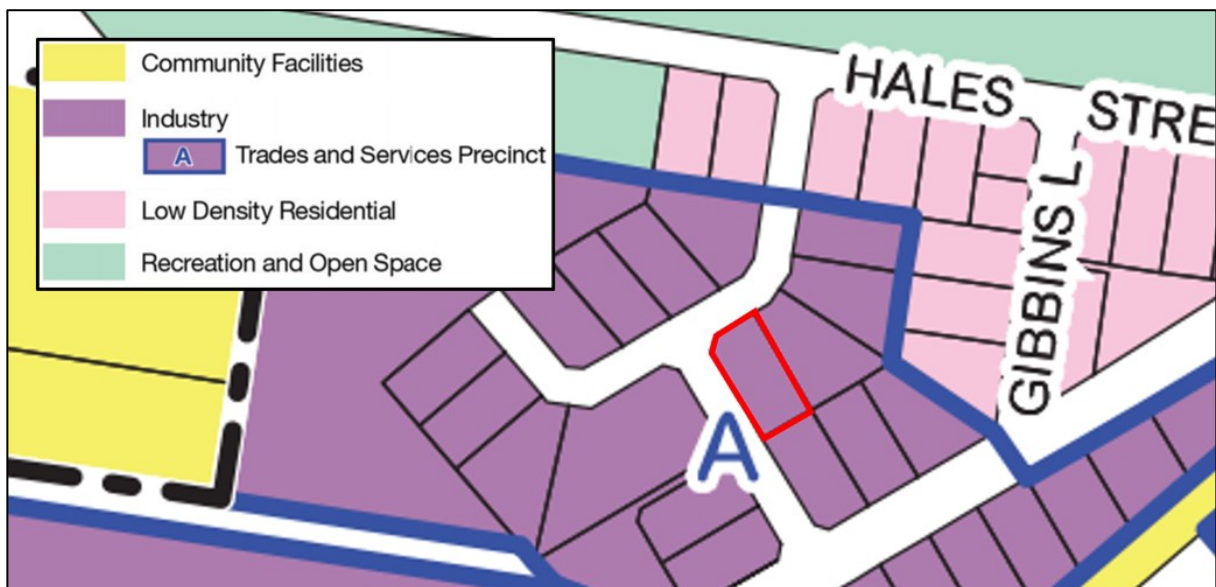 Community Facilities
Industry
A
Trades and Services Precinct
Low Density Residential
Recreation and Open Space
HALES STRE
GIBBINS L
A